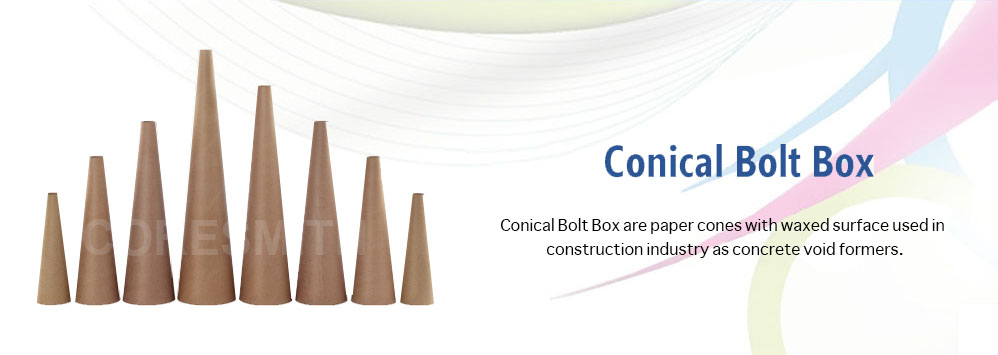 CORESMITH
Conical Bolt Box
Conical Bolt Box are paper cones with waxed surface used in
construction industry as concrete void formers.